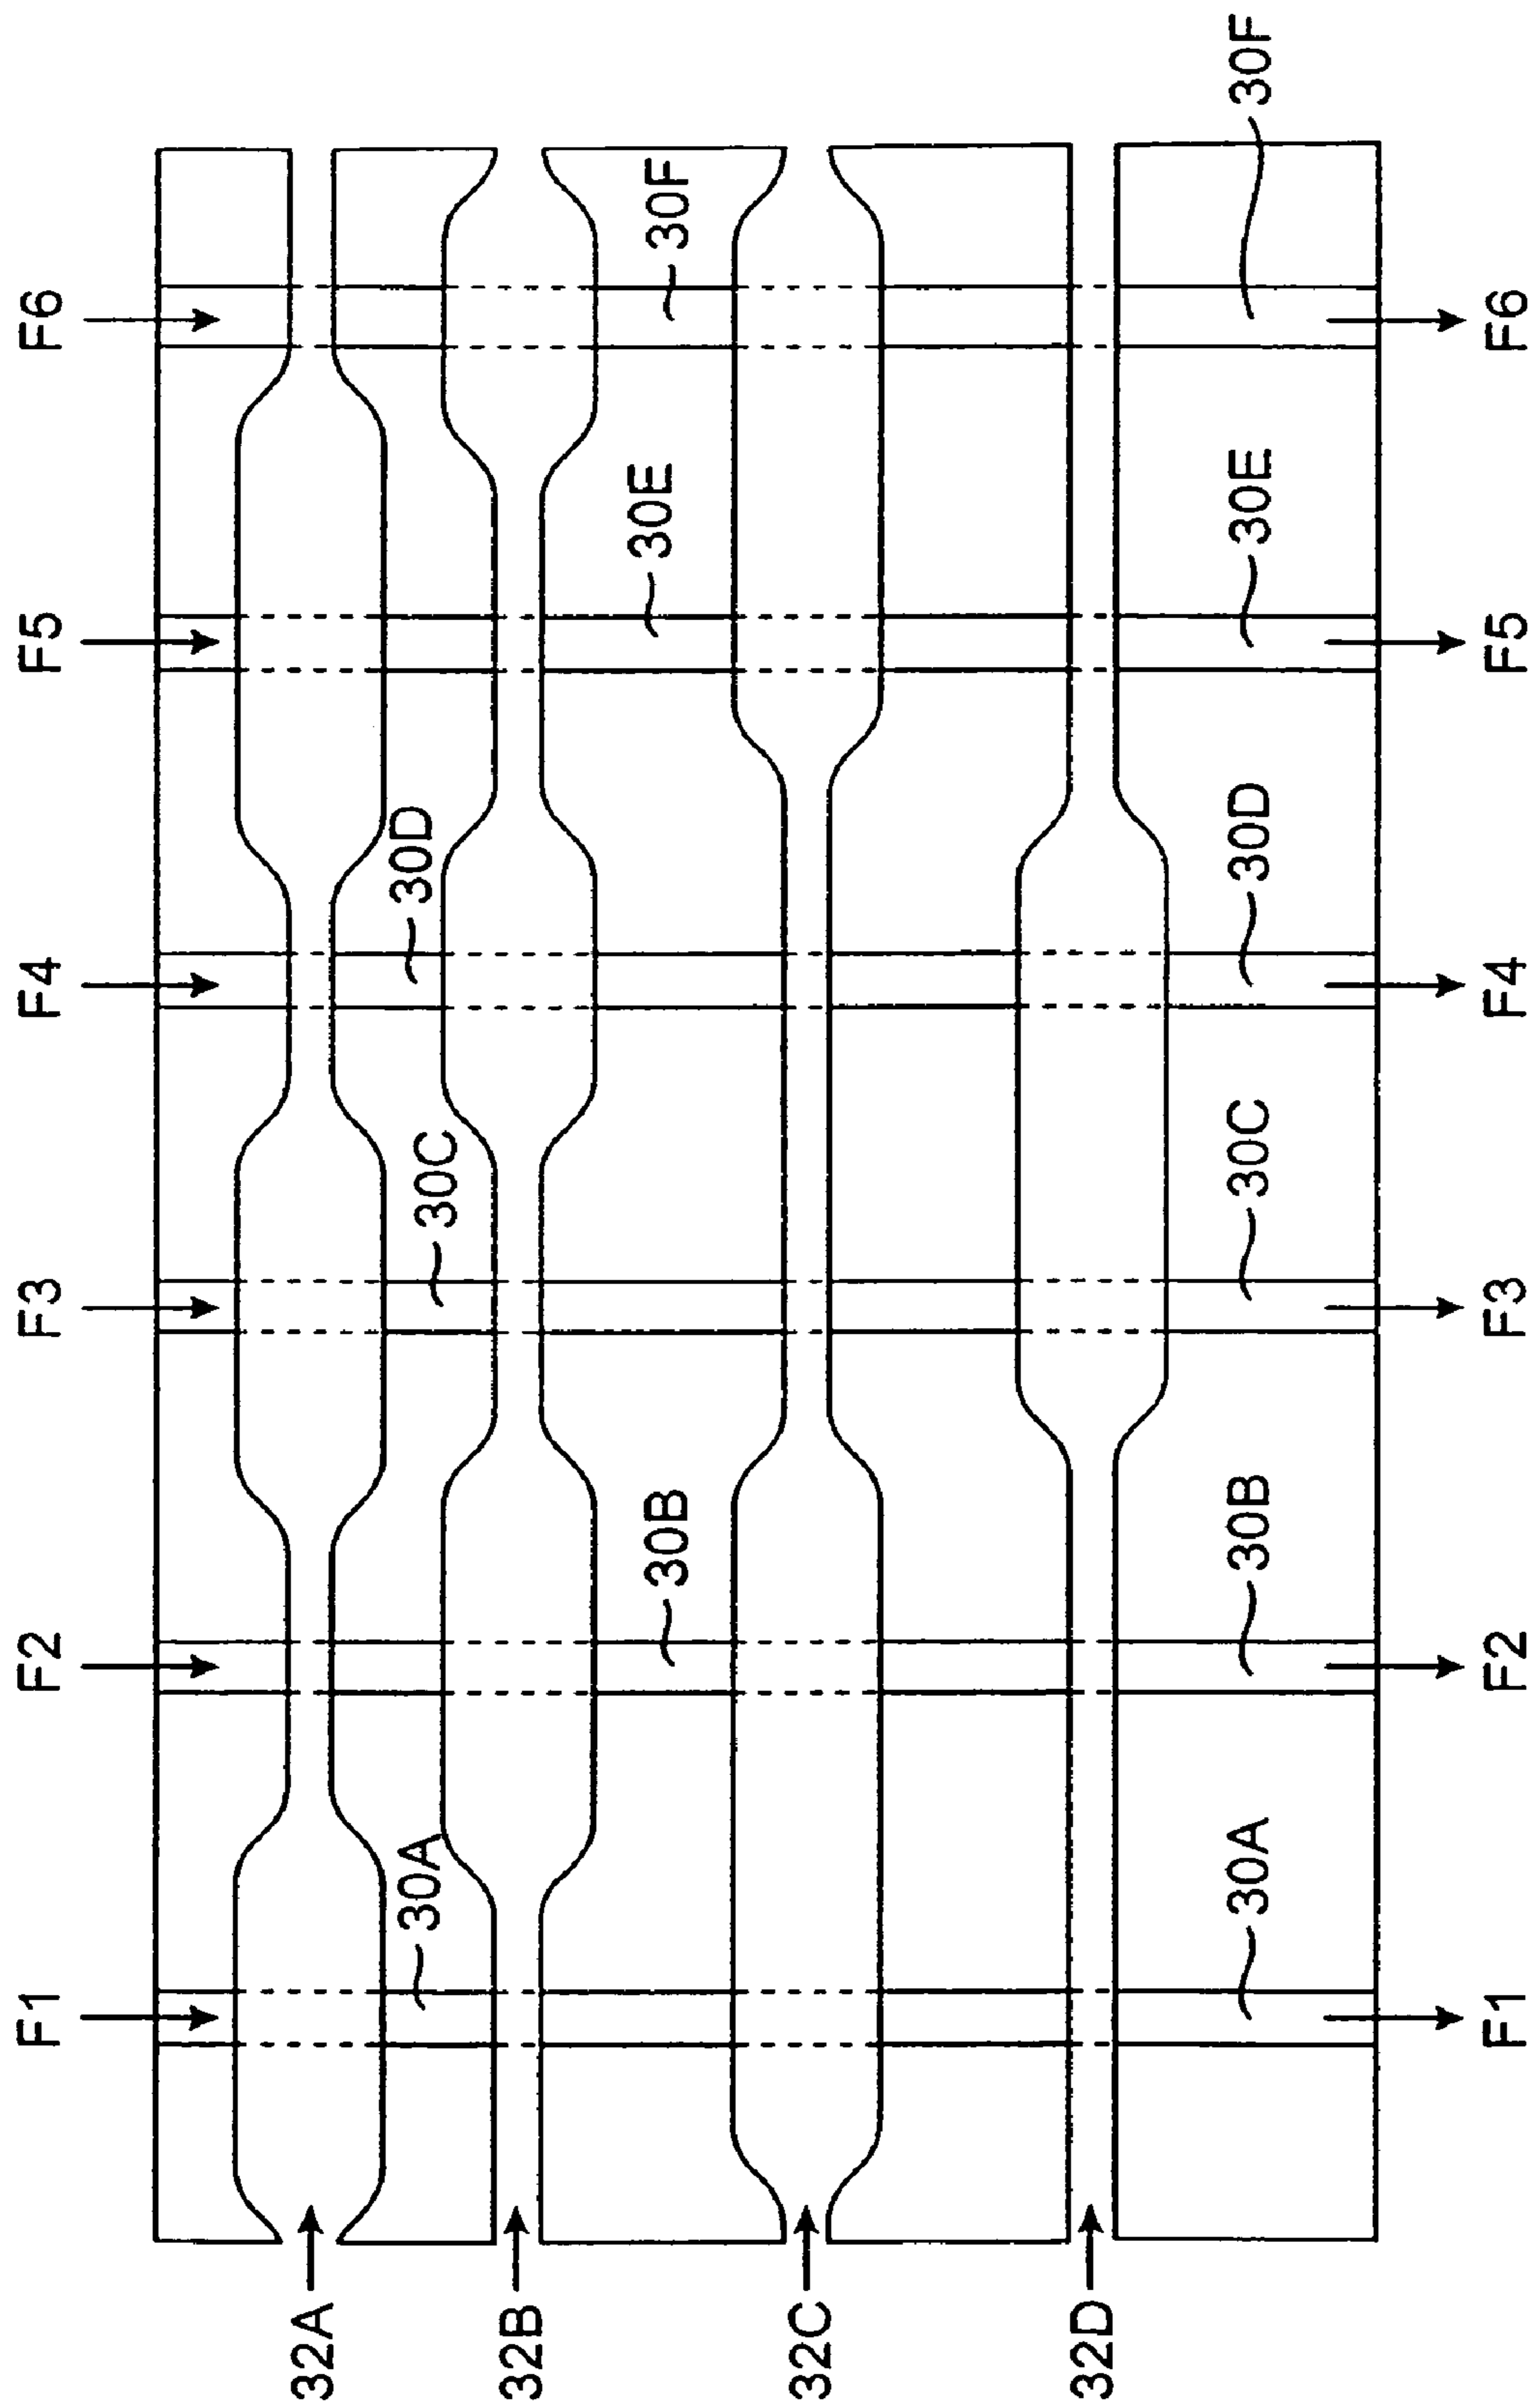 F1 F2 F3 F4 F5 F6
32A
30A 30C 30D
32B
30B 30E 30F
32C
32D
30A 30B 30C 30D 30E 30F
F1 F2 F3 F4 F5 F6